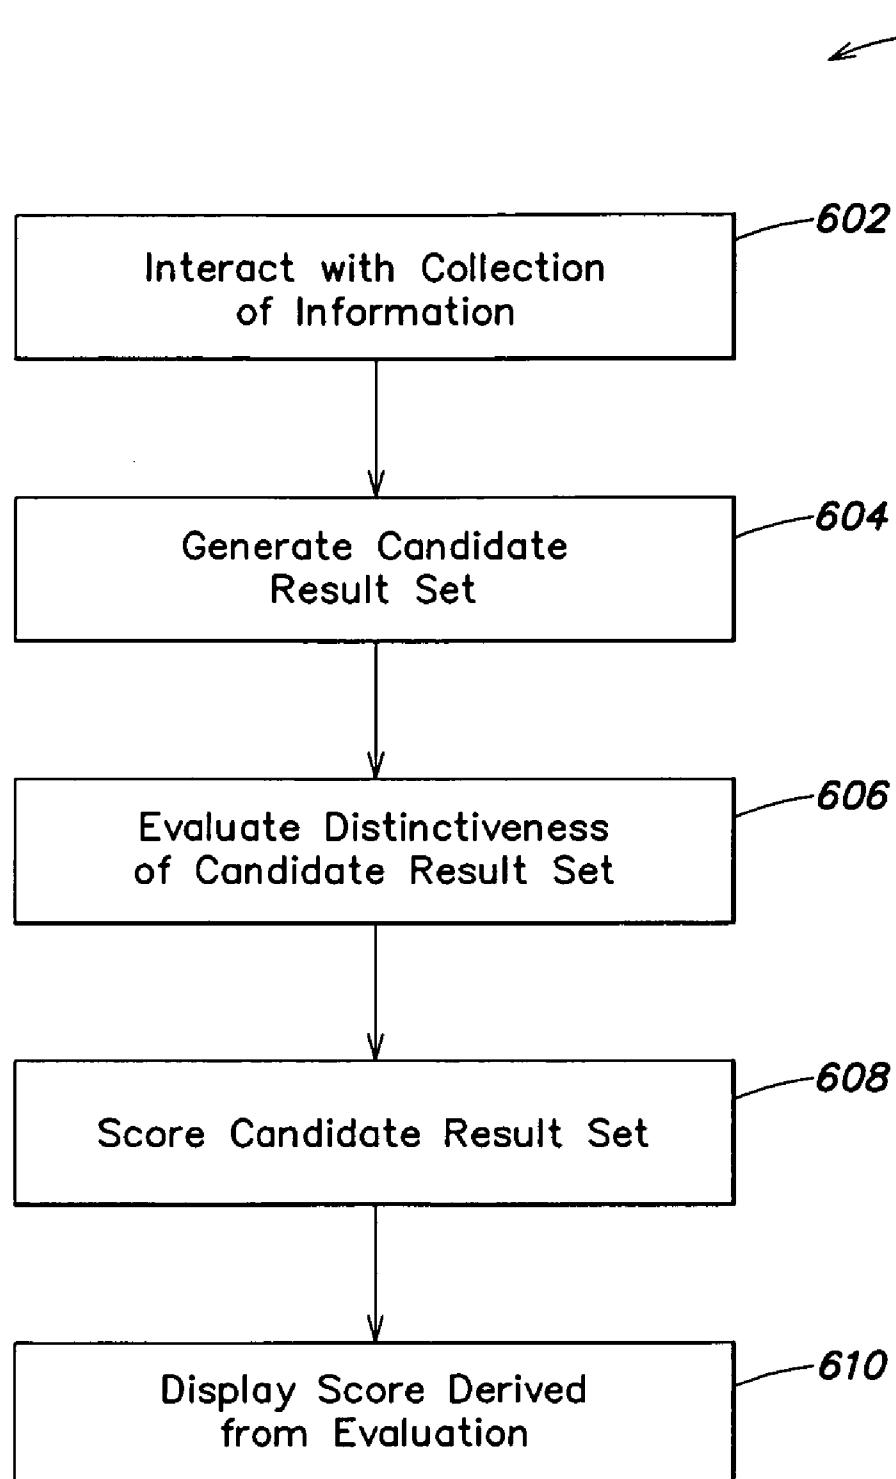 602
Interact with Collection
of Information
604
Generate Candidate
Result Set
606
Evaluate Distinctiveness
of Candidate Result Set
608
Score Candidate Result Set
610
Display Score Derived
from Evaluation